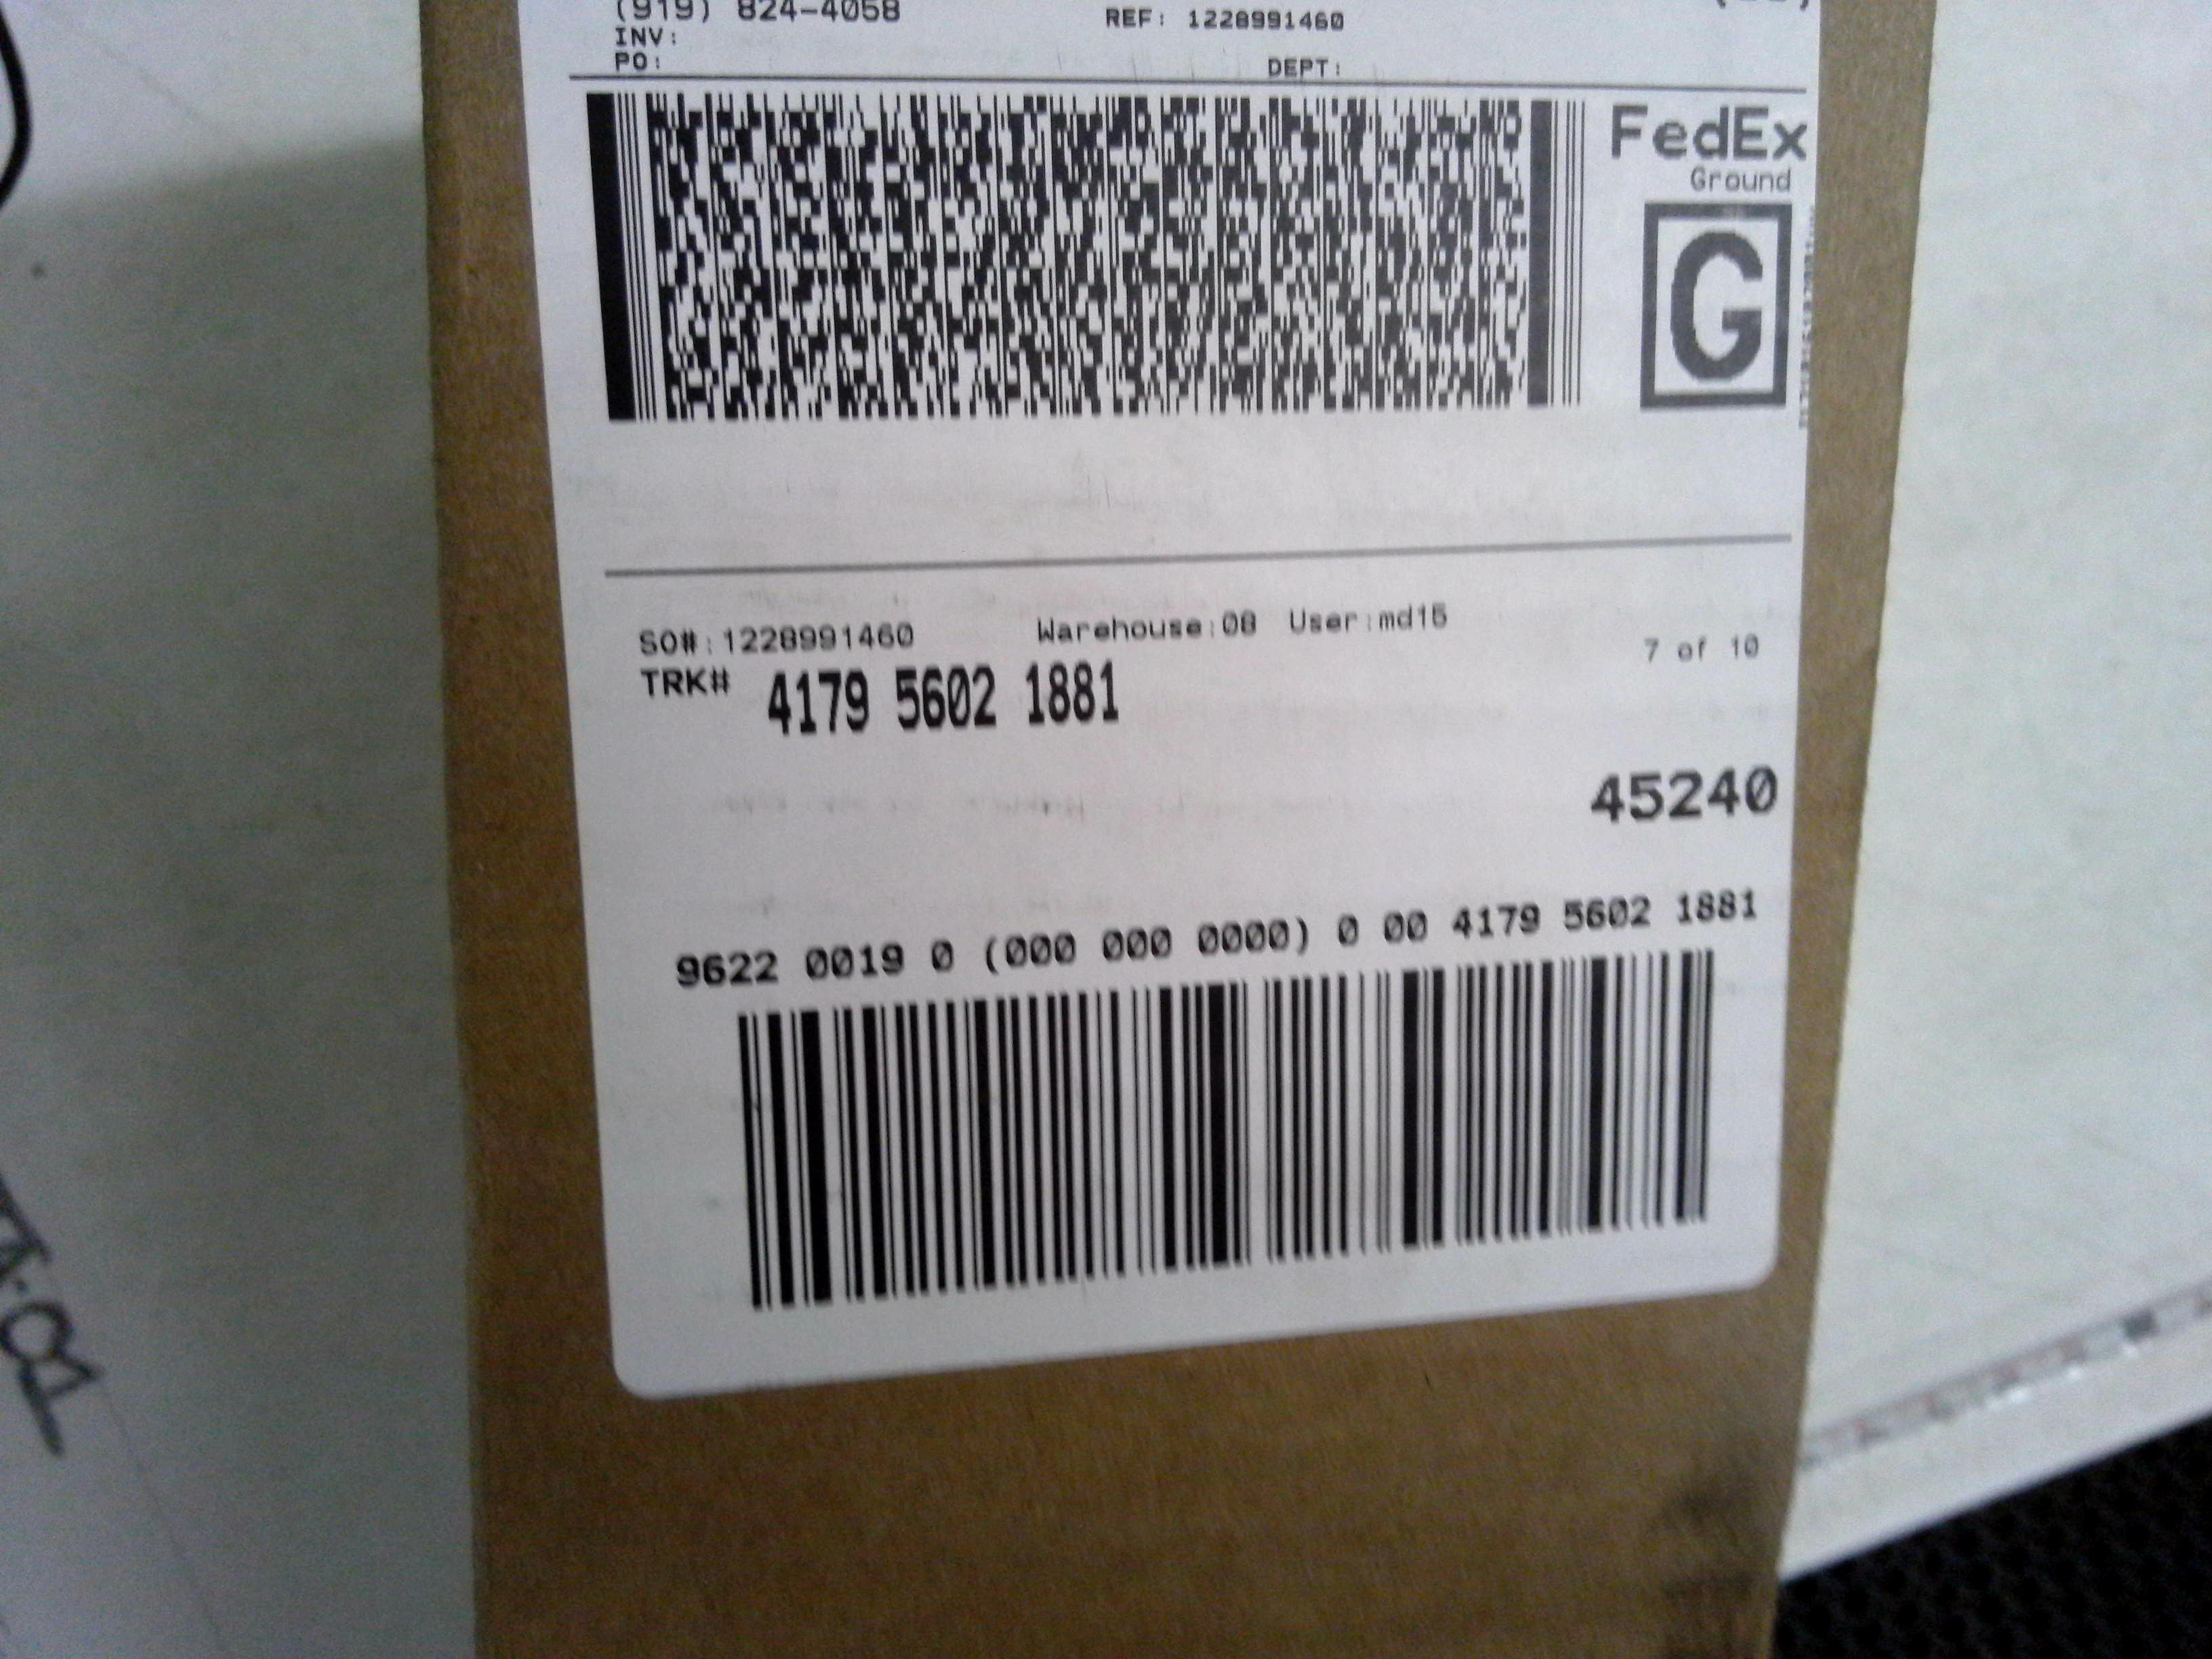 (919) 824-4058
REF: 1228991460
INV:
PO:
DEPT:
FedEx
Ground
G
SO#:1228991460 Warehouse:08 User:md15
7 of 10
TRK# 4179 5602 1881
45240
9622 0019 0 (000 000 0000) 0 00 4179 5602 1881